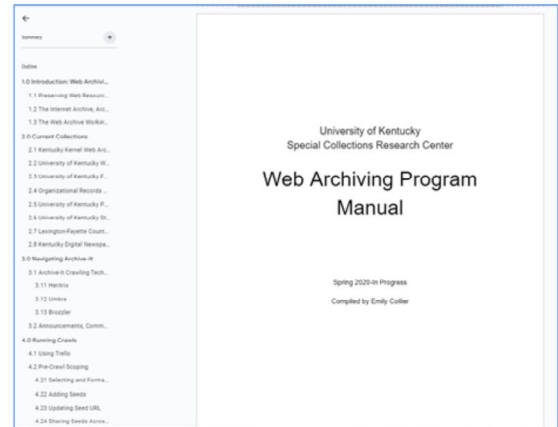 Summary
+
Outline
1.0 Introduction: Web Archivi...
1.1 Preserving Web Resourc...
1.2 The Internet Archive, Arc...
1.3 The Web Archive Workin...
2.0 Current Collections
2.1 Kentucky Kernel Web Arc...
2.2 University of Kentucky W...
2.3 University of Kentucky F...
2.4 Organizational Records ...
2.5 University of Kentucky P...
2.6 University of Kentucky St...
2.7 Lexington-Fayette Count...
2.8 Kentucky Digital Newspa...
3.0 Navigating Archive-It
3.1 Archive-It Crawling Tech...
3.11 Heritrix
3.12 Umbra
3.13 Brozzler
3.2 Announcements, Comm...
4.0 Running Crawls
4.1 Using Trello
4.2 Pre-Crawl Scoping
4.21 Selecting and Forma...
4.22 Adding Seeds
4.23 Updating Seed URL
4.24 Sharing Seeds Acros...
University of Kentucky
Special Collections Research Center
Web Archiving Program
Manual
Spring 2020-In Progress
Compiled by Emily Collier